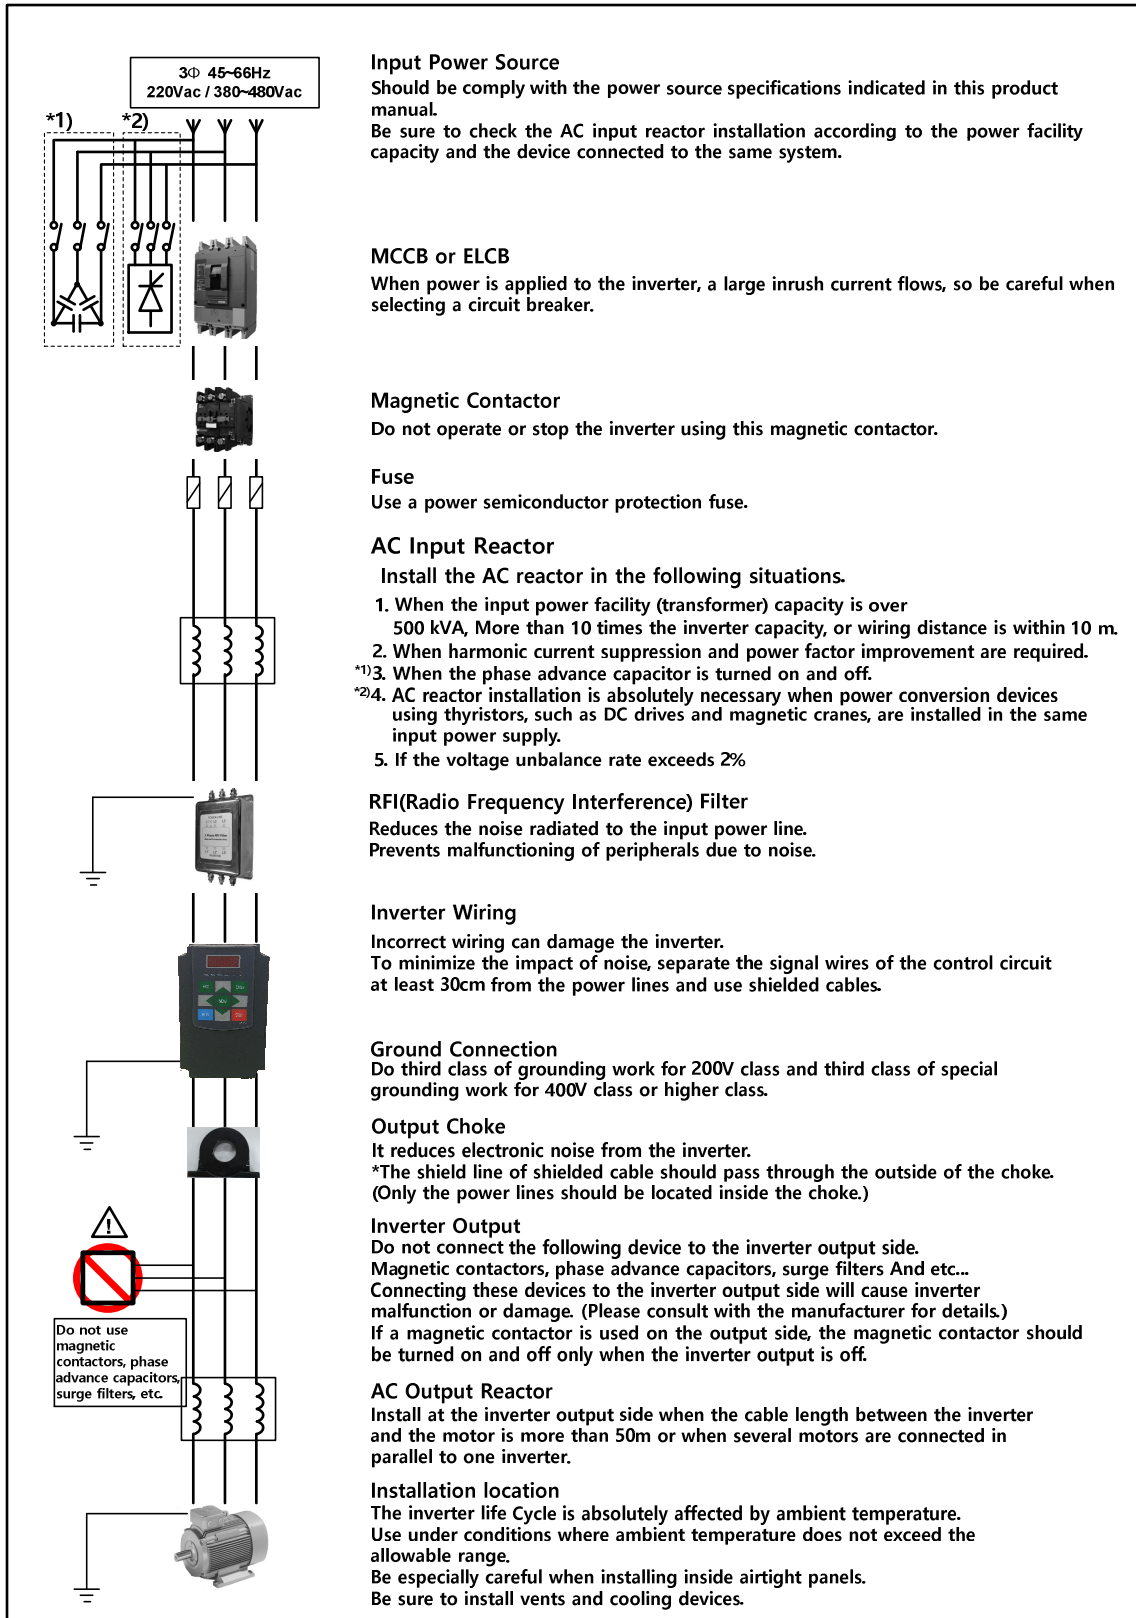 3Φ 45~66Hz
220Vac / 380~480Vac
*1)
*2)
Input Power Source
Should be comply with the power source specifications indicated in this product
manual.
Be sure to check the AC input reactor installation according to the power facility
capacity and the device connected to the same system.
MCCB or ELCB
When power is applied to the inverter, a large inrush current flows, so be careful when
selecting a circuit breaker.
Magnetic Contactor
Do not operate or stop the inverter using this magnetic contactor.
Fuse
Use a power semiconductor protection fuse.
AC Input Reactor
Install the AC reactor in the following situations.
1. When the input power facility (transformer) capacity is over
500 kVA, More than 10 times the inverter capacity, or wiring distance is within 10 m.
2. When harmonic current suppression and power factor improvement are required.
*1)3. When the phase advance capacitor is turned on and off.
*2)4. AC reactor installation is absolutely necessary when power conversion devices
using thyristors, such as DC drives and magnetic cranes, are installed in the same
input power supply.
5. If the voltage unbalance rate exceeds 2%
RFI(Radio Frequency Interference) Filter
Reduces the noise radiated to the input power line.
Prevents malfunctioning of peripherals due to noise.
Inverter Wiring
Incorrect wiring can damage the inverter.
To minimize the impact of noise, separate the signal wires of the control circuit
at least 30cm from the power lines and use shielded cables.
Ground Connection
Do third class of grounding work for 200V class and third class of special
grounding work for 400V class or higher class.
Output Choke
It reduces electronic noise from the inverter.
*The shield line of shielded cable should pass through the outside of the choke.
(Only the power lines should be located inside the choke.)
Inverter Output
Do not connect the following device to the inverter output side.
Magnetic contactors, phase advance capacitors, surge filters And etc...
Connecting these devices to the inverter output side will cause inverter
malfunction or damage. (Please consult with the manufacturer for details.)
If a magnetic contactor is used on the output side, the magnetic contactor should
be turned on and off only when the inverter output is off.
!
Do not use
magnetic
contactors, phase
advance capacitors,
surge filters, etc.
AC Output Reactor
Install at the inverter output side when the cable length between the inverter
and the motor is more than 50m or when several motors are connected in
parallel to one inverter.
Installation location
The inverter life Cycle is absolutely affected by ambient temperature.
Use under conditions where ambient temperature does not exceed the
allowable range.
Be especially careful when installing inside airtight panels.
Be sure to install vents and cooling devices.